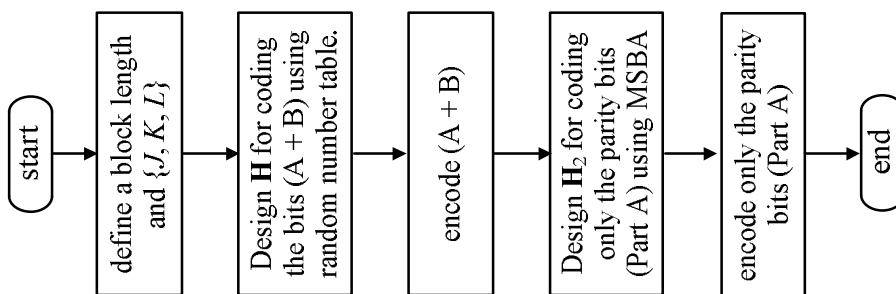 start
define a block length
and {J, K, L}
Design H for coding
the bits (A + B) using
random number table.
encode (A + B)
Design H₂ for coding
only the parity bits
(Part A) using MSBA
encode only the parity
bits (Part A)
end